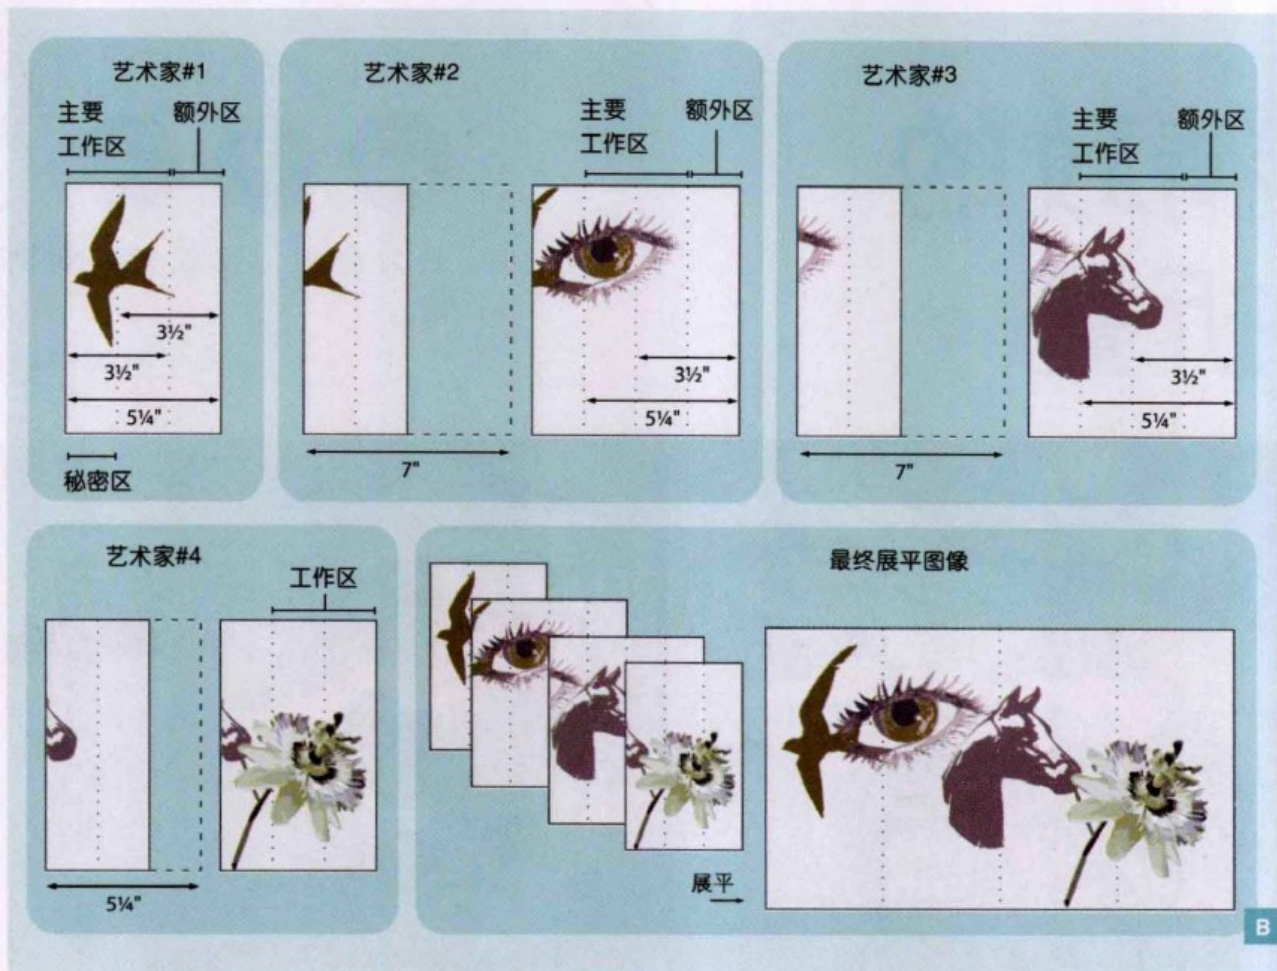 艺术家#1
主要
工作区
额外区
3½"
3½"
5¼"
秘密区
艺术家#2
主要
工作区
额外区
3½"
5¼"
7"
艺术家#3
主要
工作区
额外区
3½"
5¼"
7"
艺术家#4
工作区
5¼"
最终展平图像
展平
B